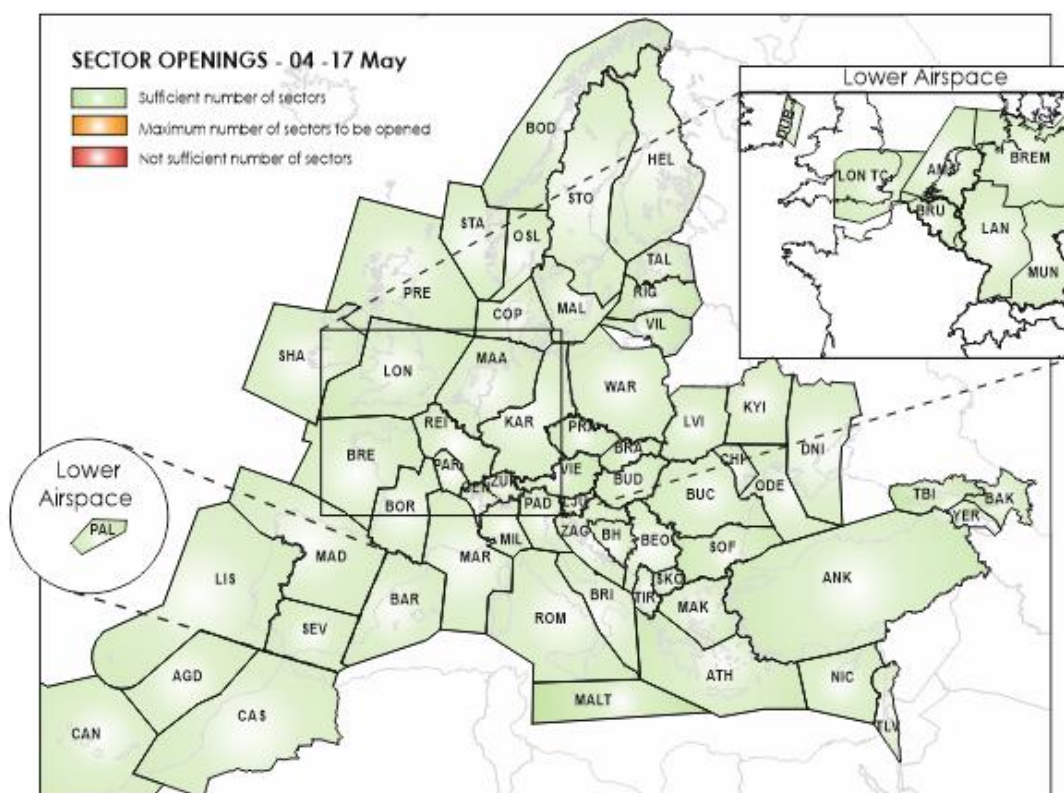 SECTOR OPENINGS - 04 -17 May
Sufficient number of sectors
Maximum number of sectors to be opened
Not sufficient number of sectors
Lower Airspace
DUB
LON TC
AMS
BREM
BRU
LAN
MUN
BOD
HEL
STO
STA
OSL
TAL
PRE
RIG
COP
MAL
VIL
SHA
MAA
LON
WAR
KYI
REI
KAR
PRA
LVI
BRE
BRA
CHI
DNI
PAR
VIE
BUD
ZUR
BUC
ODE
Lower
Airspace
PAL
BOR
PAD
LJU
TBI
BAK
YER
MAD
MAR
MIL
ZAG
BH
BEO
SOF
LIS
SKO
ANK
BAR
BRI
TIR
MAK
SEV
ROM
AGD
ATH
NIC
CAS
MALT
CAN
TLV